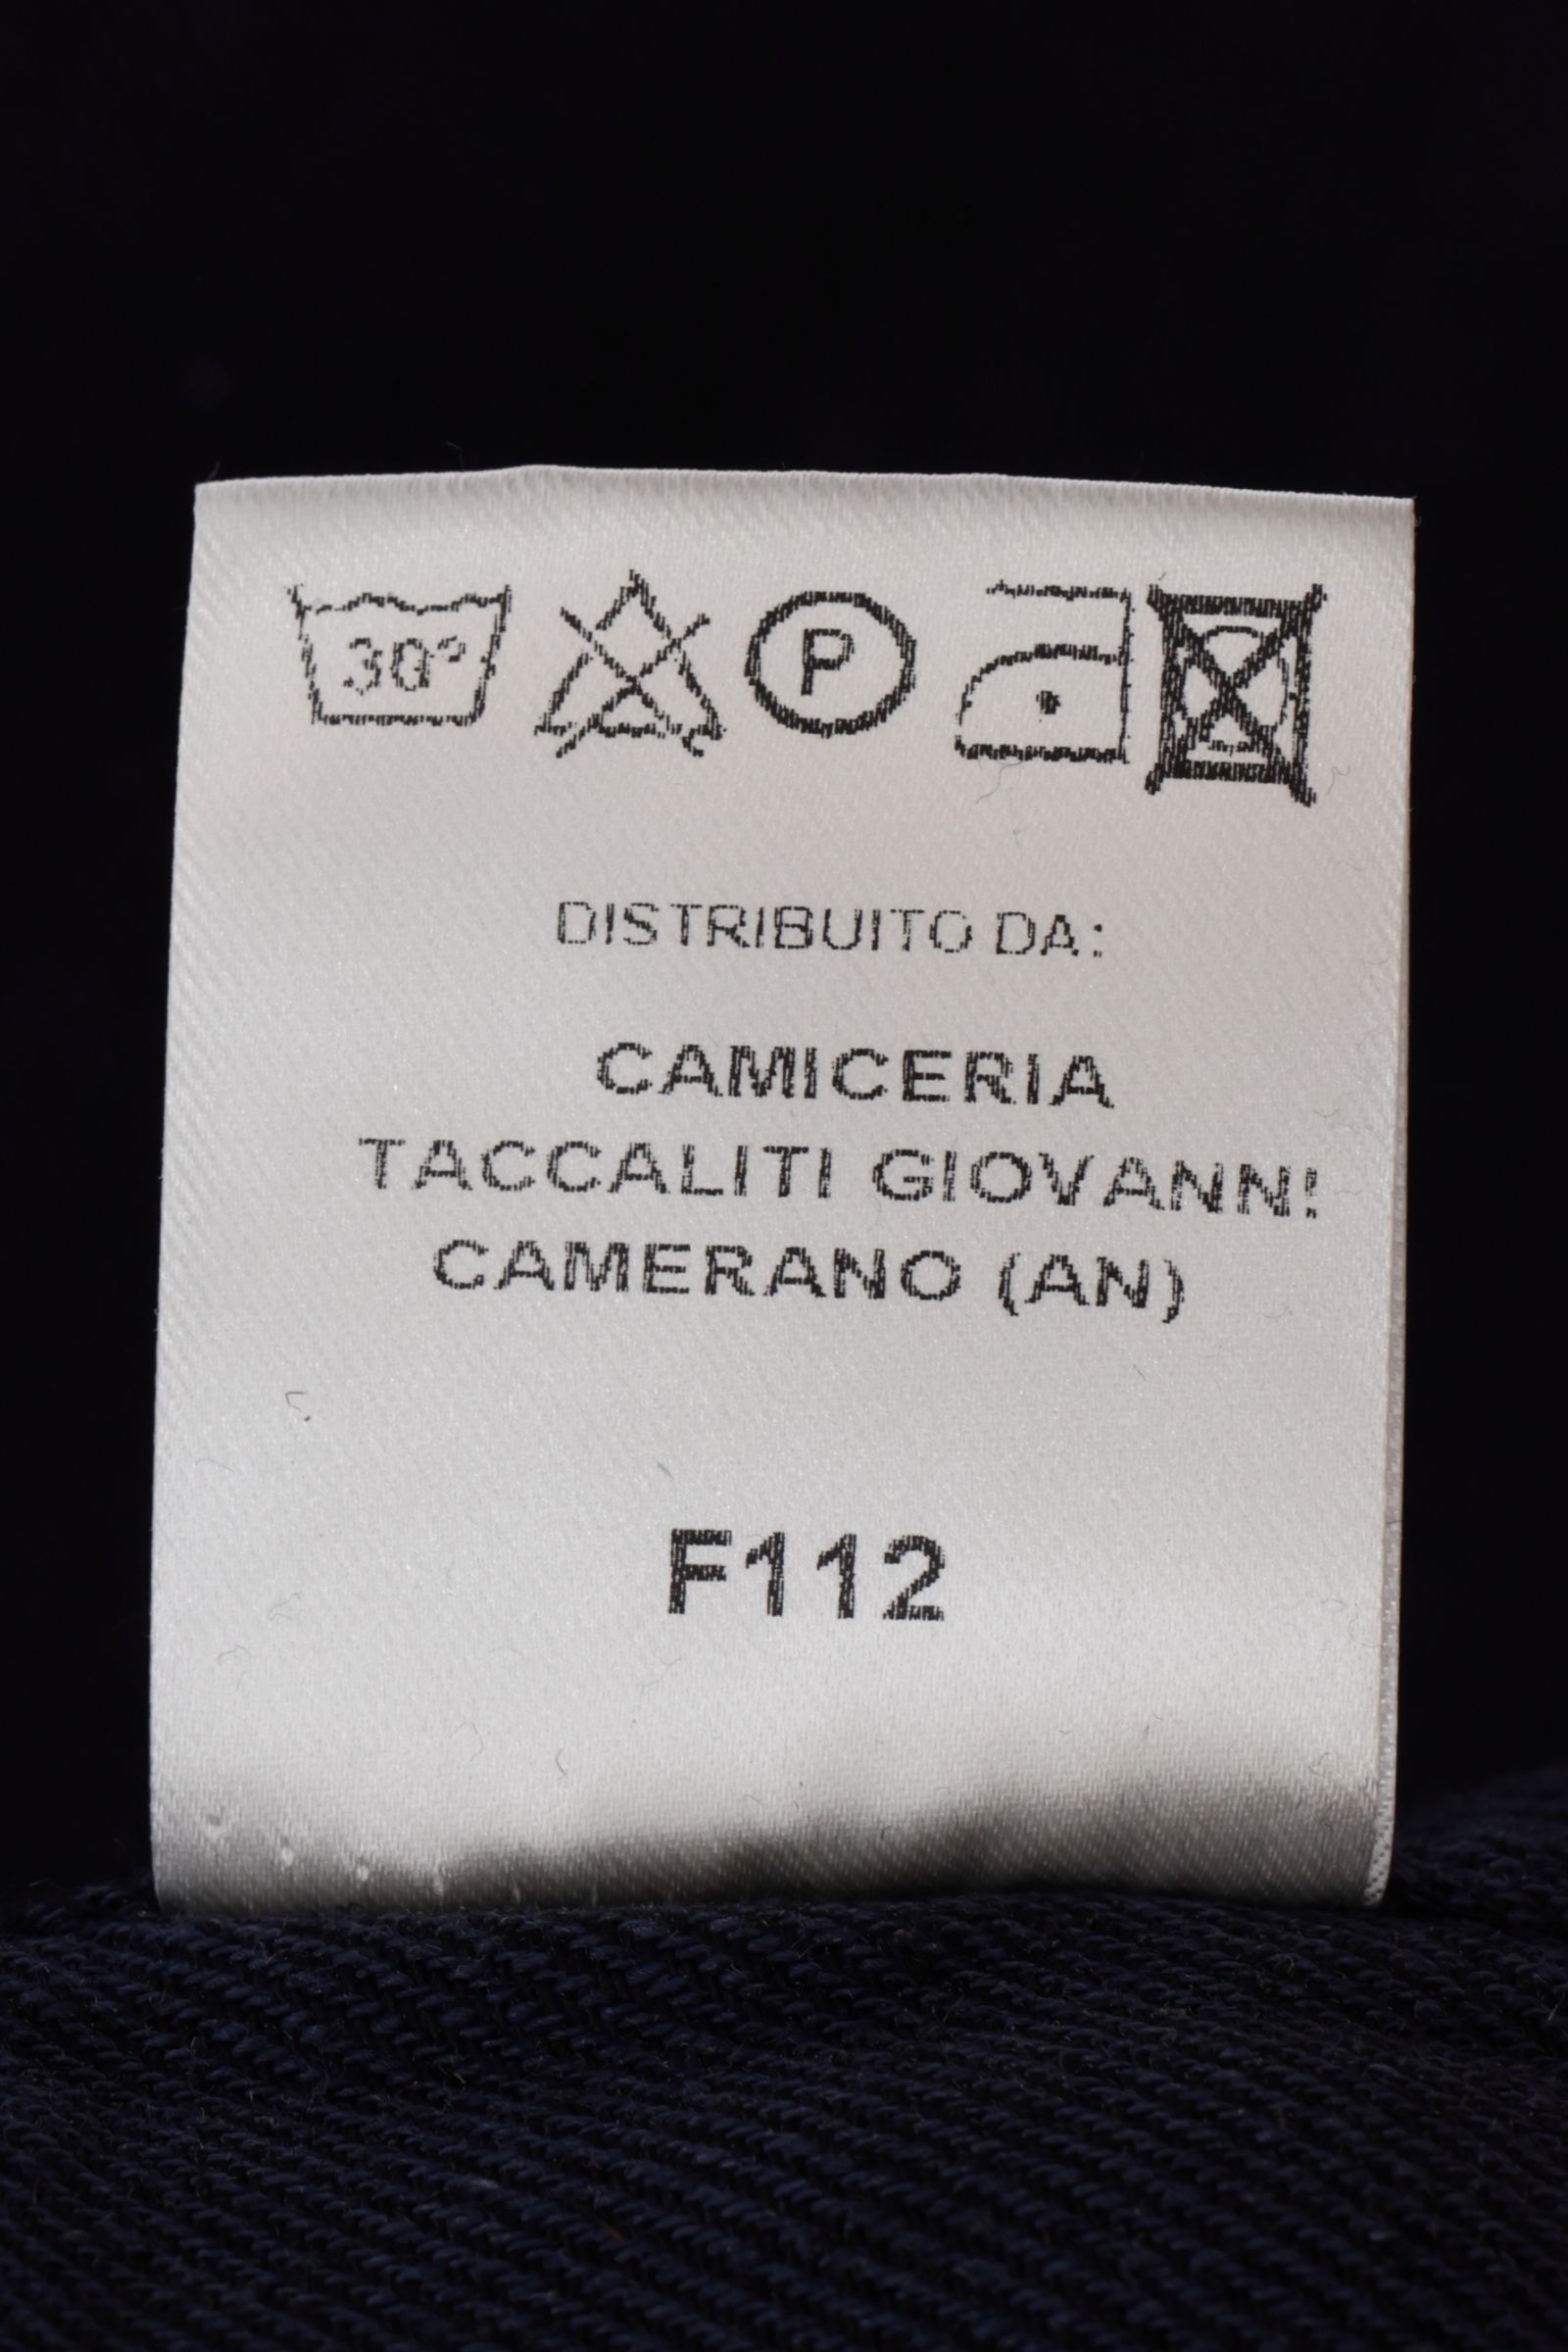 30°
P
DISTRIBUITO DA:
CAMICERIA
TACCALITI GIOVANNI
CAMERANO (AN)
F112